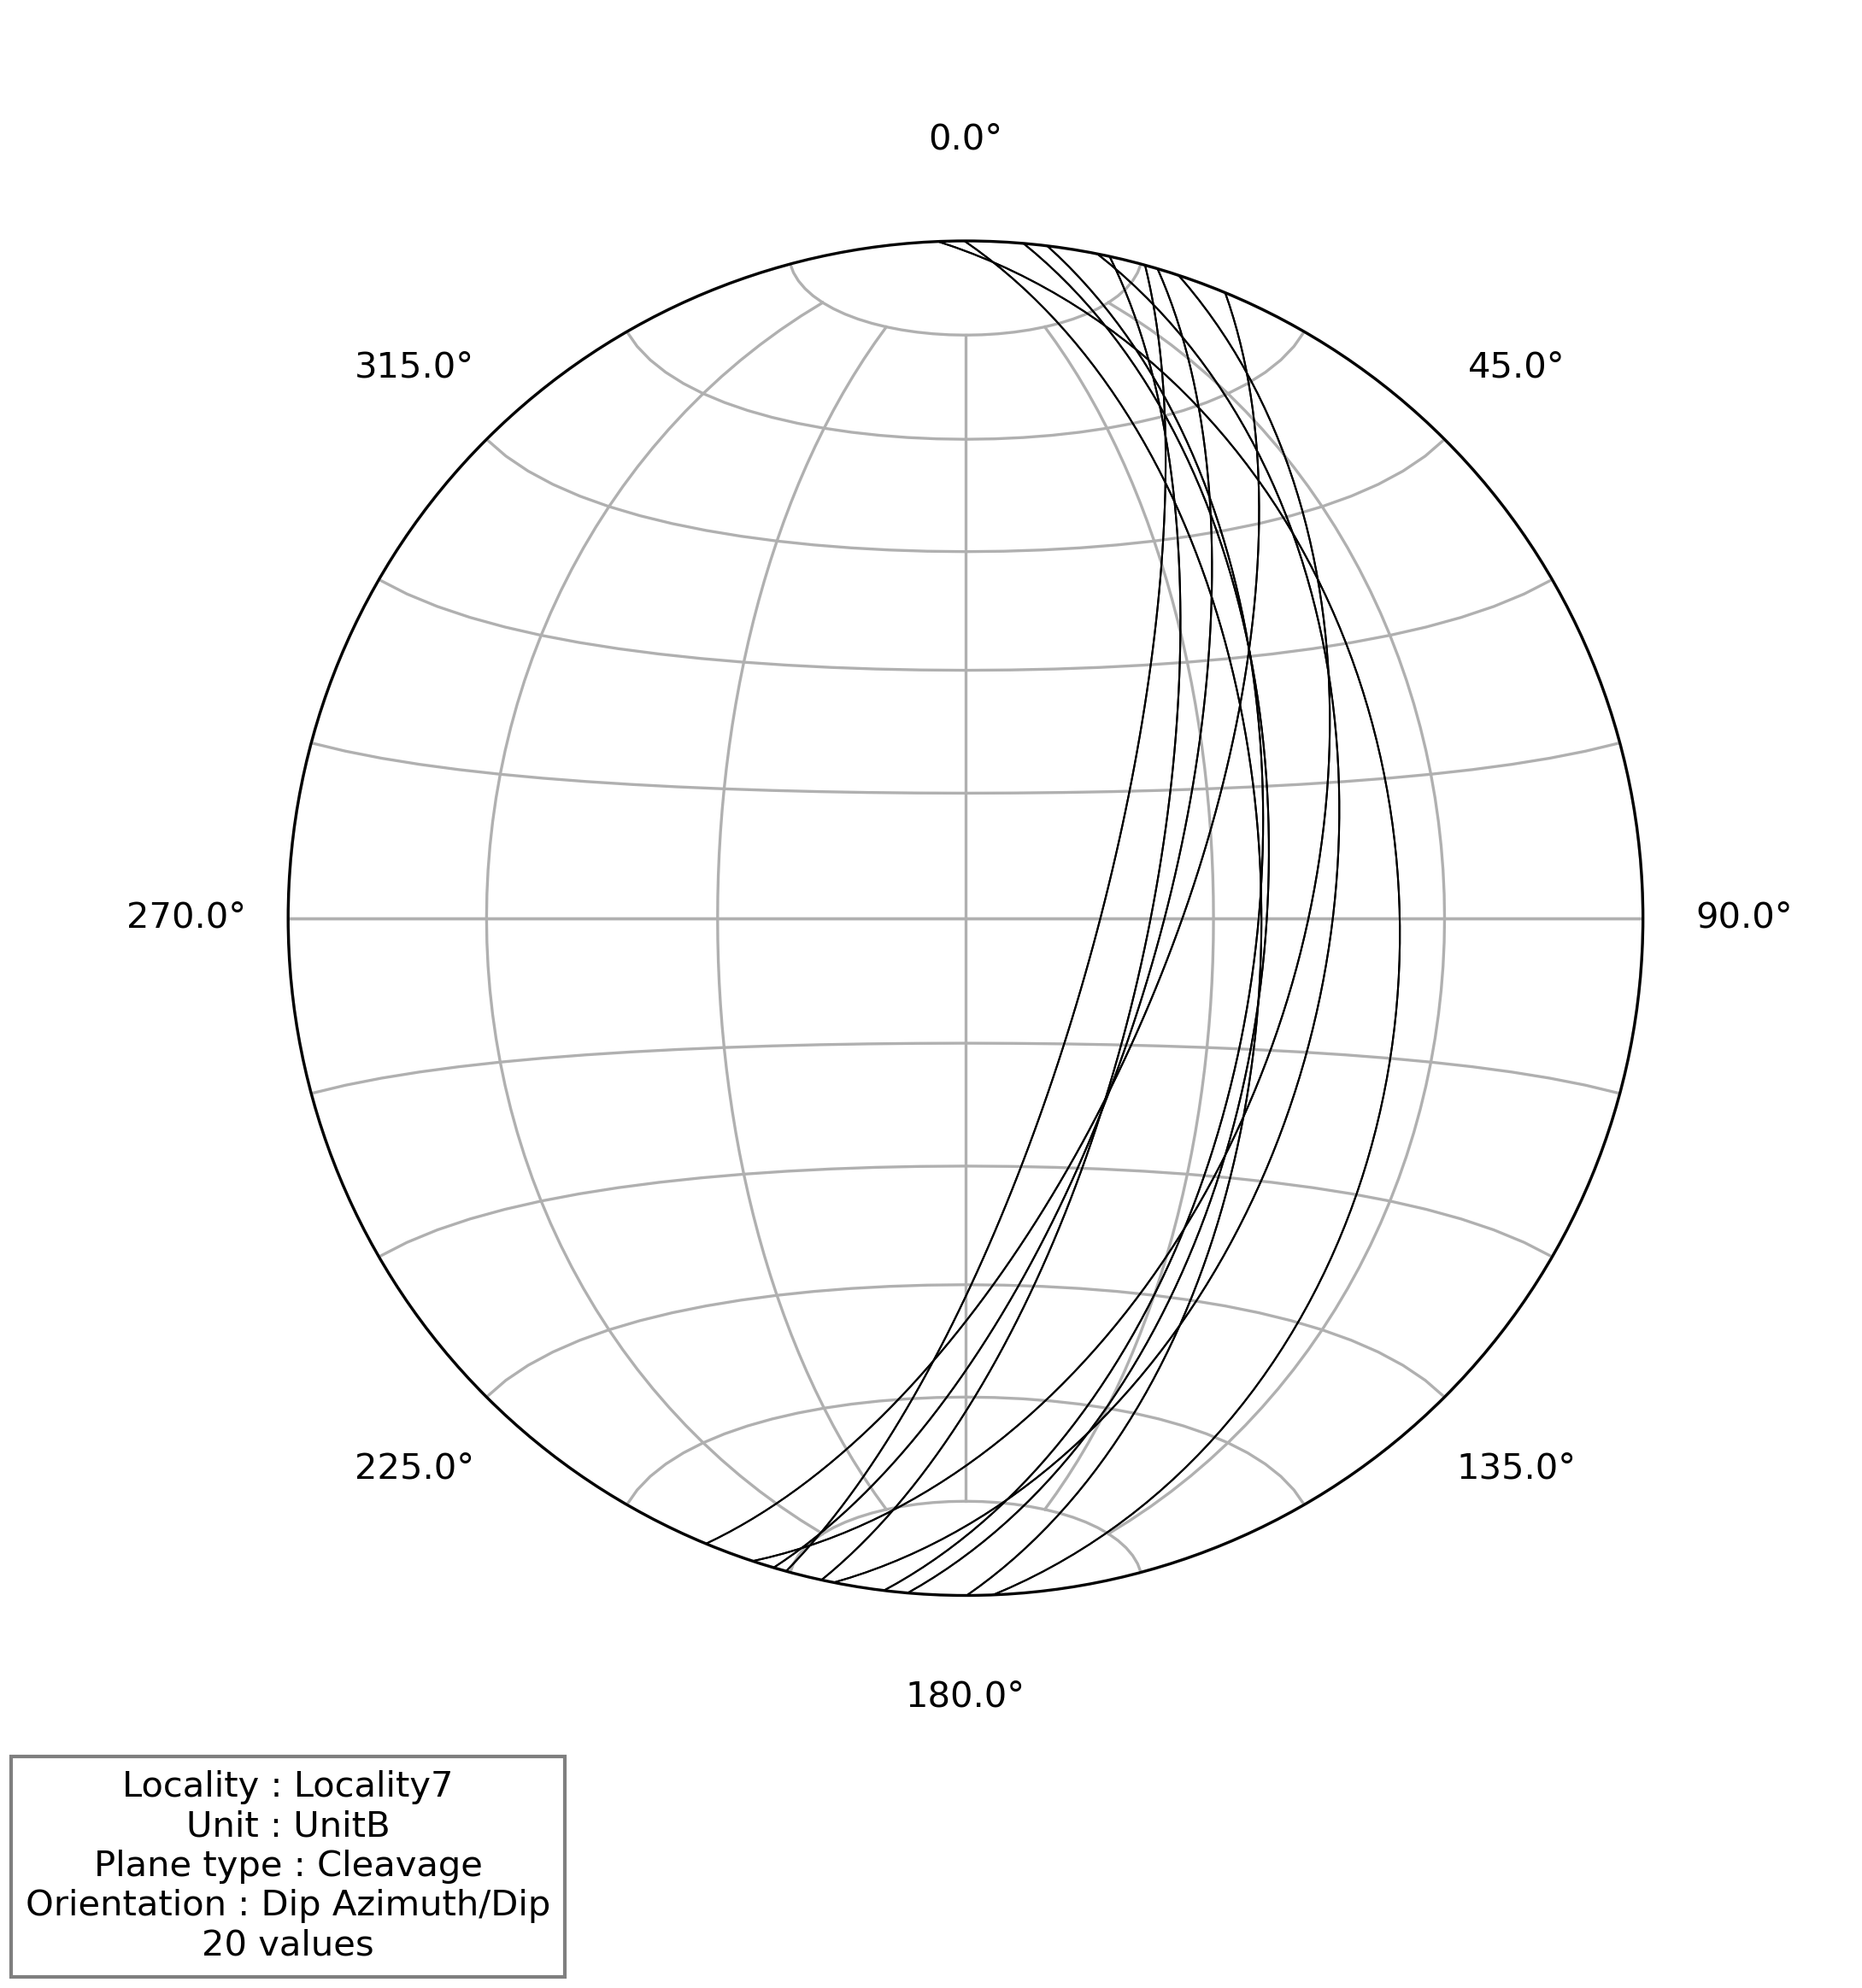 0.0°
315.0°
45.0°
270.0°
90.0°
225.0°
135.0°
180.0°
Locality : Locality7
Unit : UnitB
Plane type : Cleavage
Orientation : Dip Azimuth/Dip
20 values